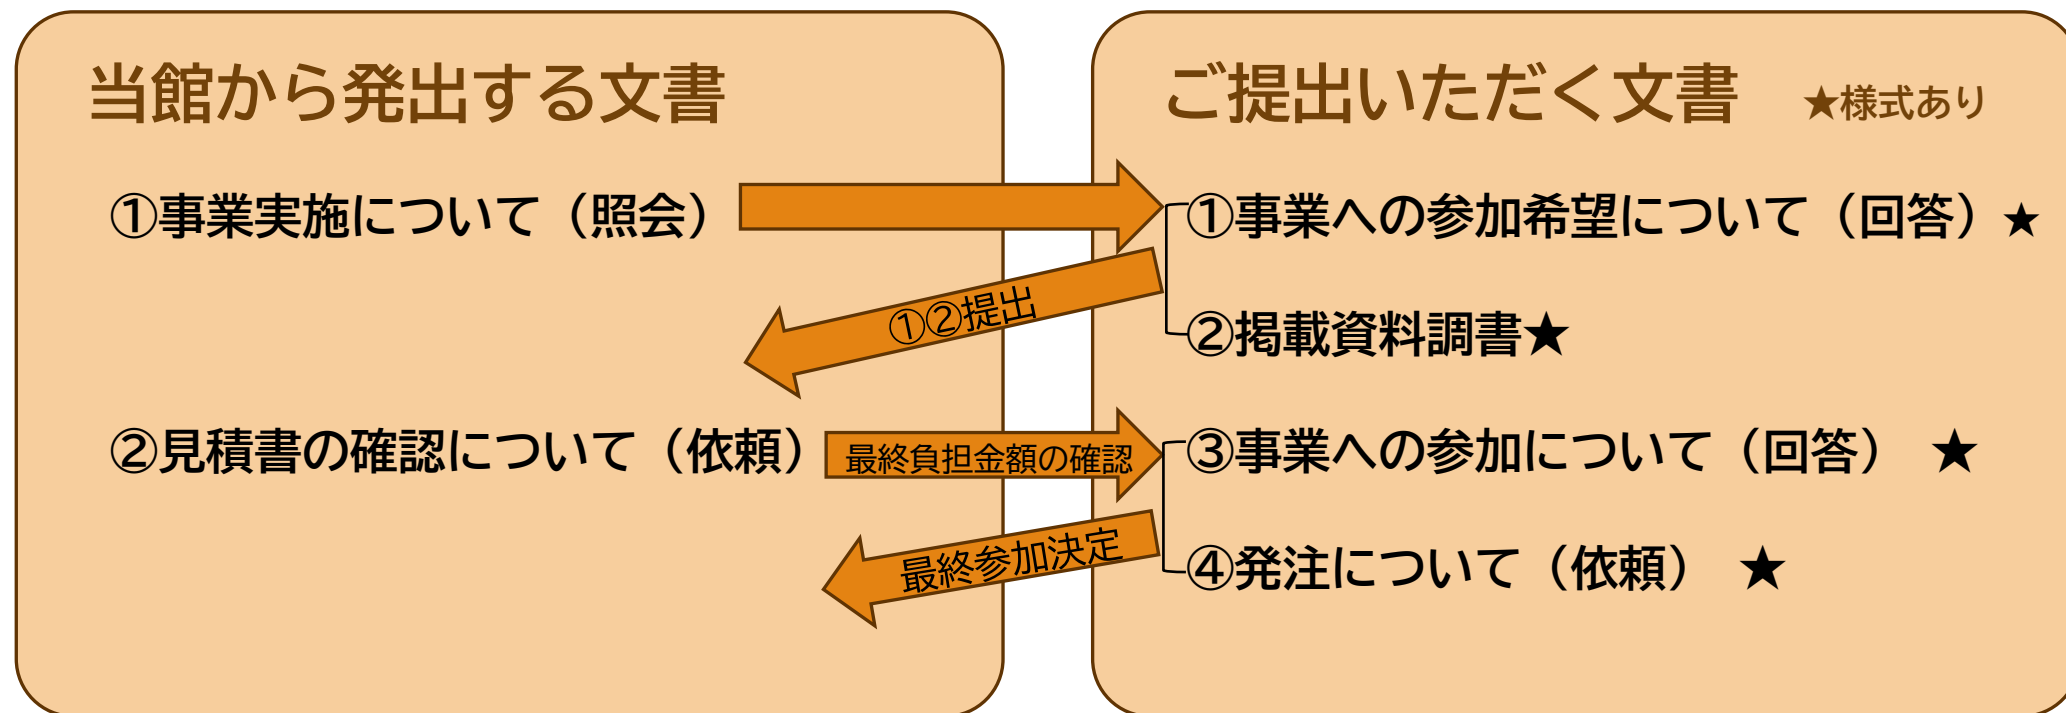 当館から発出する文書
①事業実施について（照会）
②見積書の確認について（依頼）
①②提出
最終負担金額の確認
最終参加決定
ご提出いただく文書 ★様式あり
①事業への参加希望について（回答）★
②掲載資料調書★
③事業への参加について（回答） ★
④発注について（依頼） ★